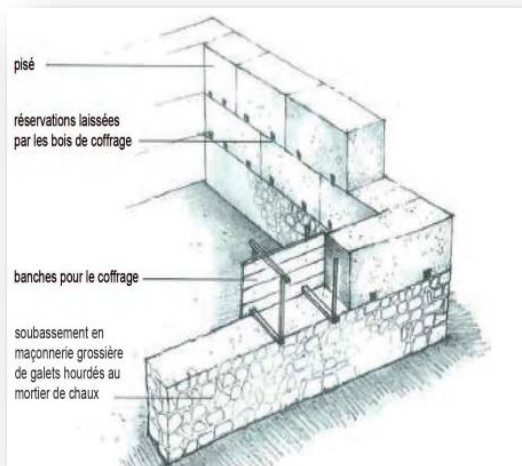 pisé
réservations laissées
par les bois de coffrage
banches pour le coffrage
soubassement en
maçonnerie grossière
de galets hourdés au
mortier de chaux